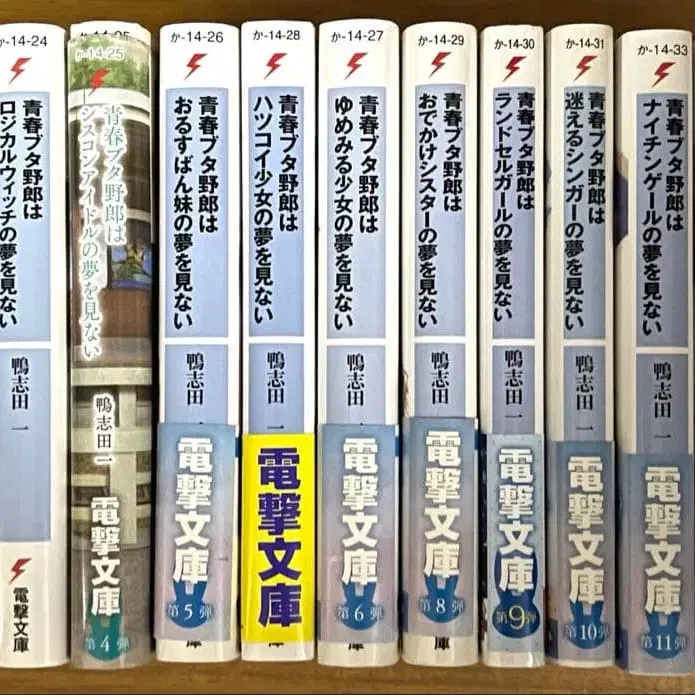 か-14-24
青春ブタ野郎は
ロジカルウィッチの夢を見ない
鴨志田 一
電撃文庫
か-14-25
か-14-25
青春ブタ野郎は
シスコンアイドルの夢を見ない
鴨志田 一
電撃文庫
第4弾
か-14-26
青春ブタ野郎は
おるすばん妹の夢を見ない
鴨志田 一
電撃文庫
第5弾
か-14-28
青春ブタ野郎は
ハツコイ少女の夢を見ない
鴨志田 一
電撃文庫
庫
か-14-27
青春ブタ野郎は
ゆめみる少女の夢を見ない
鴨志田 一
電撃文庫
第6弾
庫
か-14-29
青春ブタ野郎は
おでかけシスターの夢を見ない
鴨志田 一
電撃文庫
第8弾
庫
か-14-30
青春ブタ野郎は
ランドセルガールの夢を見ない
鴨志田 一
電撃文庫
第9弾
か-14-31
青春ブタ野郎は
迷えるシンガーの夢を見ない
鴨志田 一
電撃文庫
第10弾
か-14-33
青春ブタ野郎は
ナイチンゲールの夢を見ない
鴨志田 一
電撃文庫
第11弾